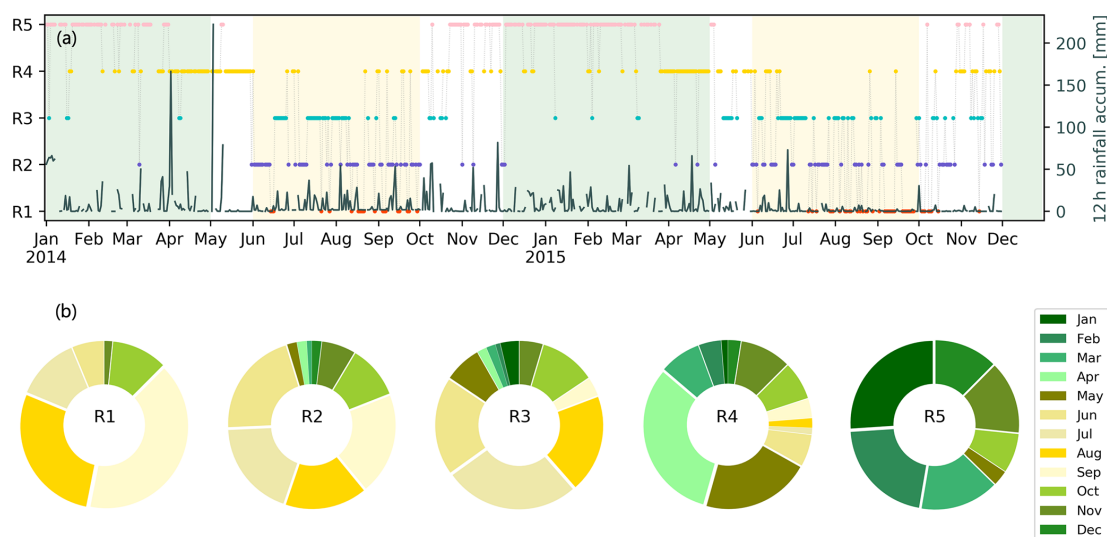 (a)
R5
R4
R3
R2
R1
200
150
100
50
0
12h rainfall accum. [mm]
Jan Feb Mar Apr May Jun Jul Aug Sep Oct Nov Dec Jan Feb Mar Apr May Jun Jul Aug Sep Oct Nov Dec
2014 2015
(b)
R1 R2 R3 R4 R5
Jan
Feb
Mar
Apr
May
Jun
Jul
Aug
Sep
Oct
Nov
Dec